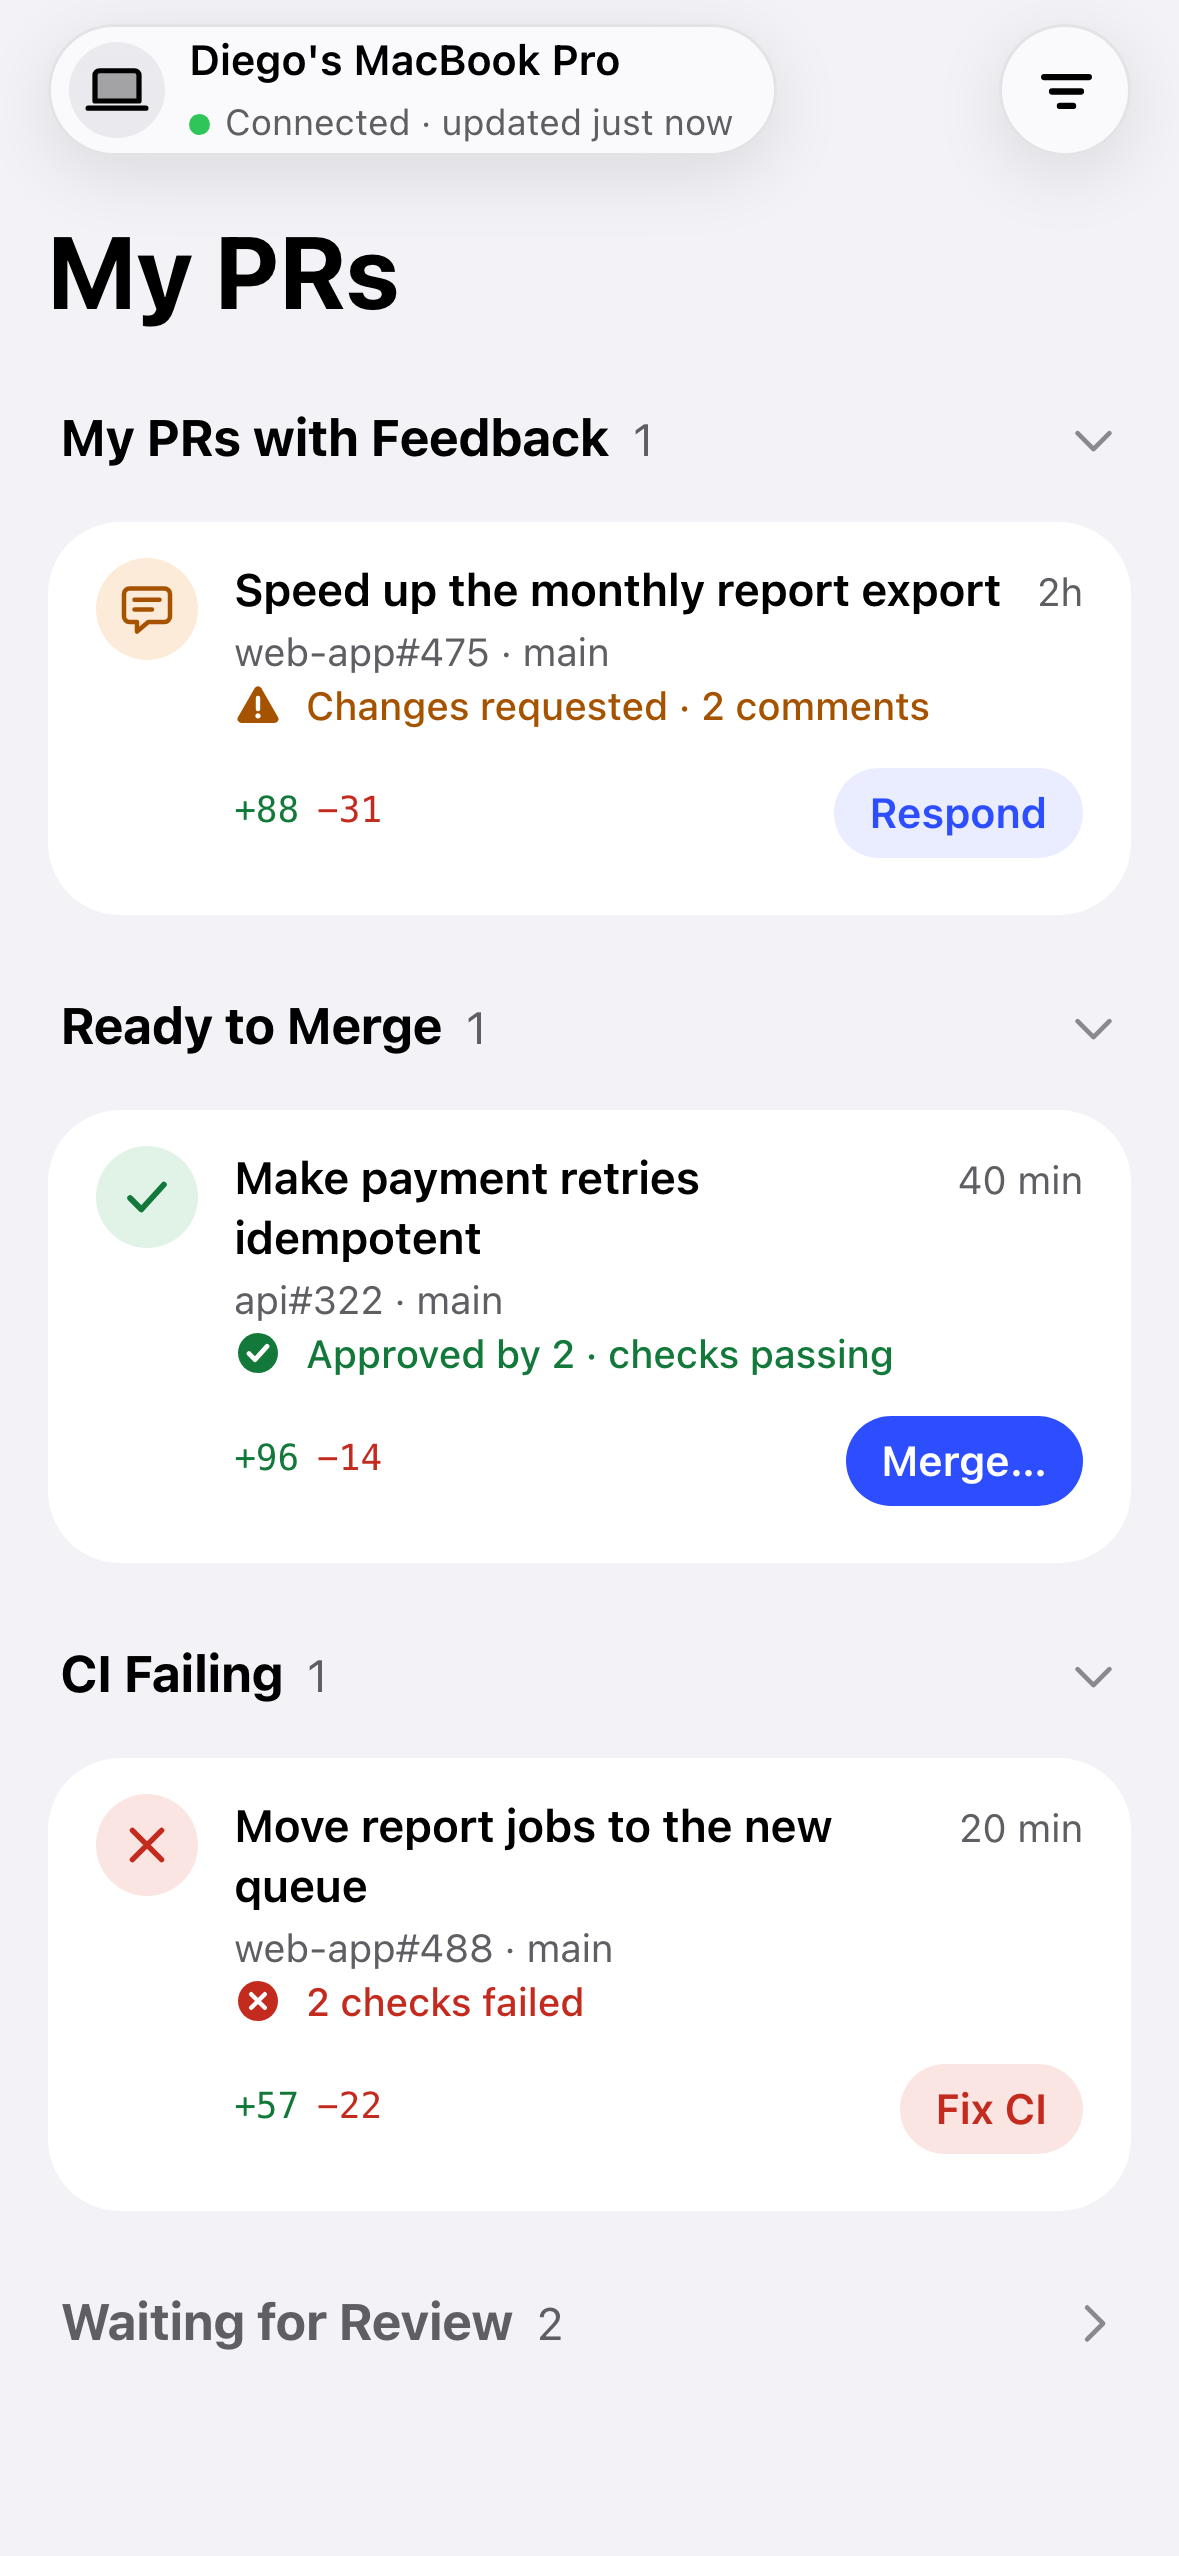 Diego's MacBook Pro
Connected · updated just now
My PRs
My PRs with Feedback 1
Speed up the monthly report export 2h
web-app#475 · main
Changes requested · 2 comments
+88 −31
Respond
Ready to Merge 1
Make payment retries 40 min
idempotent
api#322 · main
Approved by 2 · checks passing
+96 −14
Merge...
CI Failing 1
Move report jobs to the new 20 min
queue
web-app#488 · main
2 checks failed
+57 −22
Fix CI
Waiting for Review 2